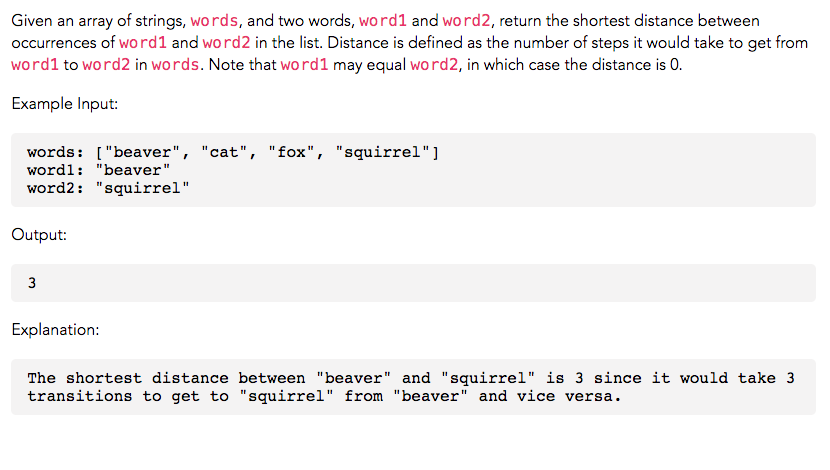 Given an array of strings, words, and two words, word1 and word2, return the shortest distance between
occurrences of word1 and word2 in the list. Distance is defined as the number of steps it would take to get from
word1 to word2 in words. Note that word1 may equal word2, in which case the distance is 0.
Example Input:
words: ["beaver", "cat", "fox", "squirrel"]
word1: "beaver"
word2: "squirrel"
Output:
3
Explanation:
The shortest distance between "beaver" and "squirrel" is 3 since it would take 3
transitions to get to "squirrel" from "beaver" and vice versa.